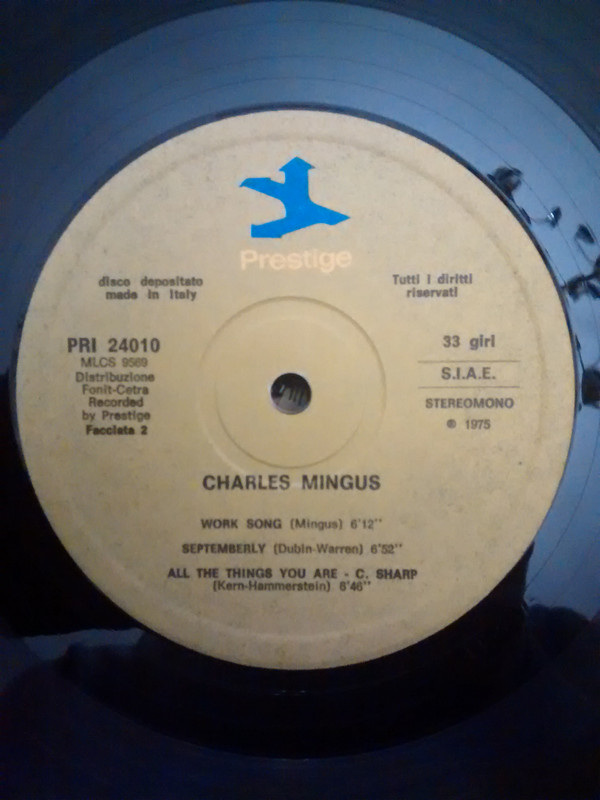 Prestige
disco depositato
made in Italy
Tutti i diritti
riservati
PRI 24010
MLCS 9569
Distribuzione
Fonit-Cetra
Recorded
by Prestige
Facciata 2
33 giri
S.I.A.E.
STEREOMONO
℗ 1975
CHARLES MINGUS
WORK SONG (Mingus) 6'12"
SEPTEMBERLY (Dubin-Warren) 6'52"
ALL THE THINGS YOU ARE - C. SHARP
(Kern-Hammerstein) 6'46"